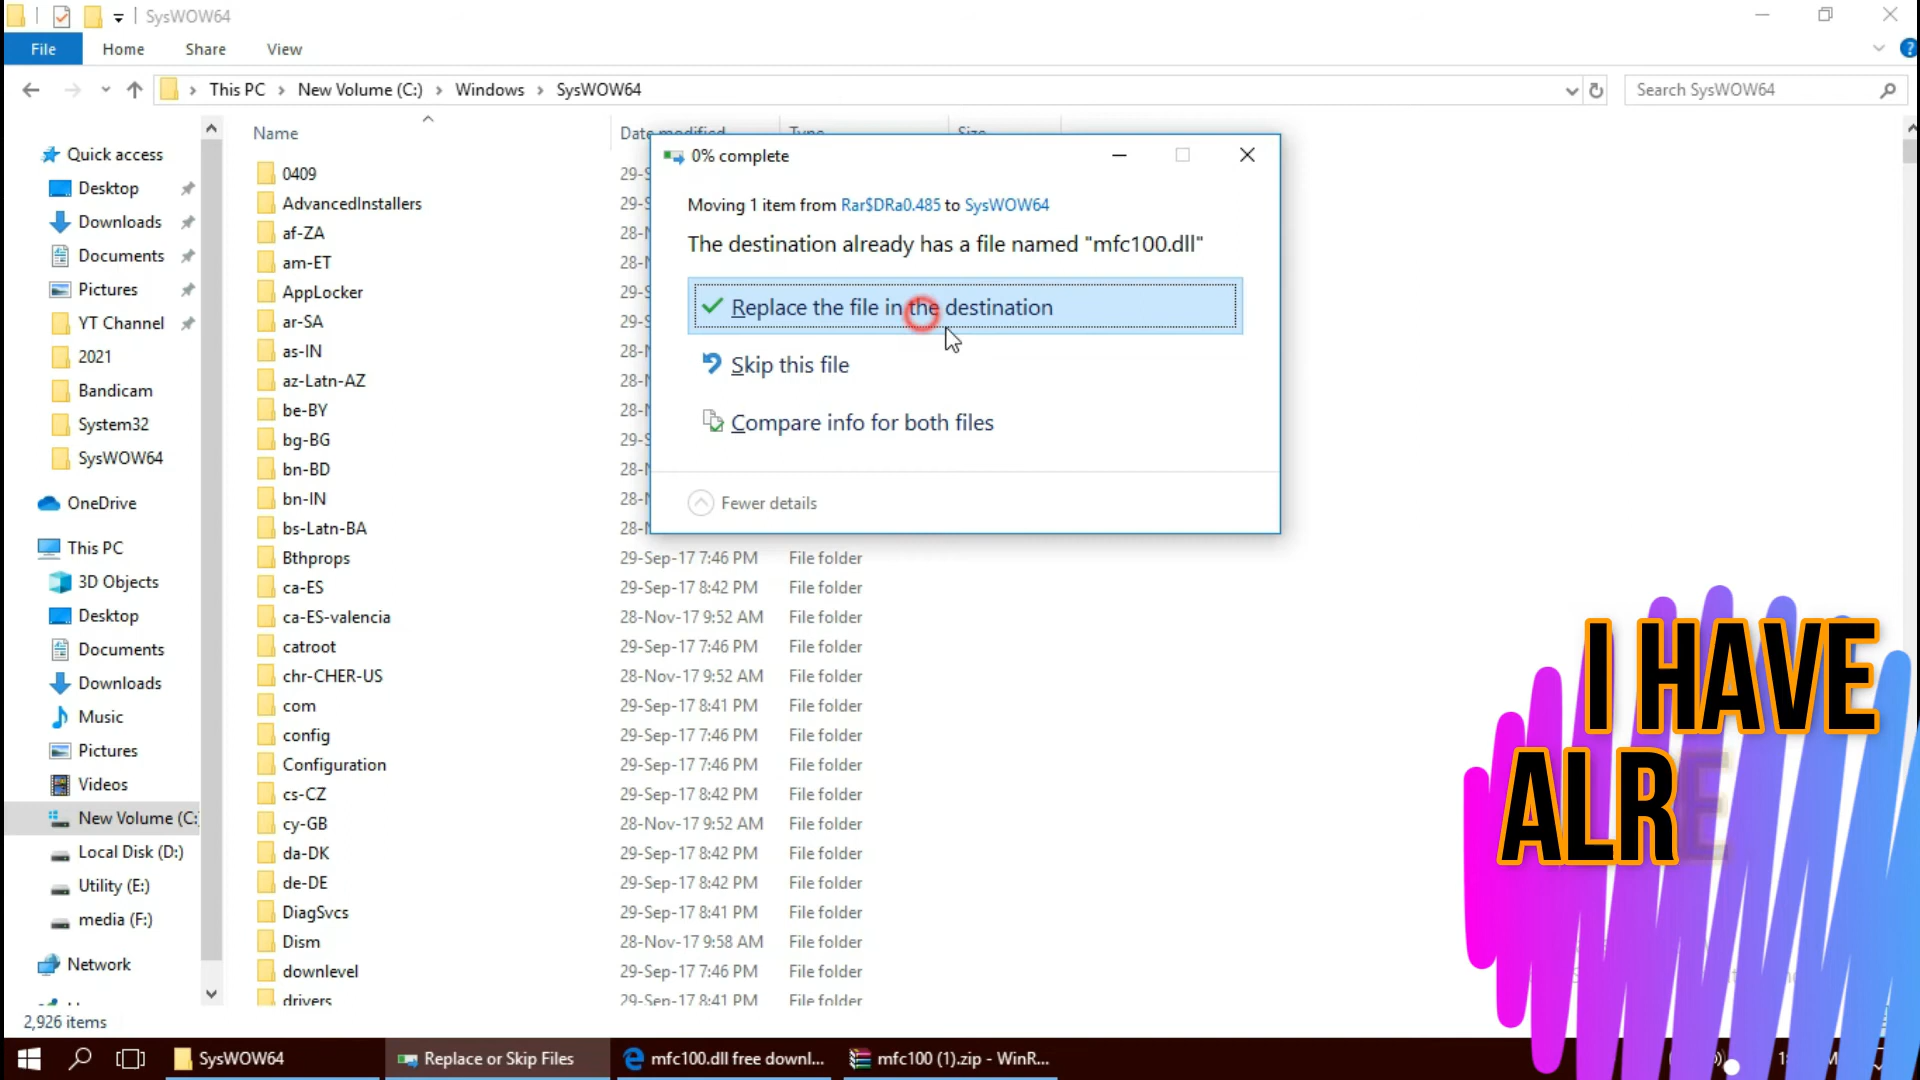 SysWOW64
File Home Share View
This PC New Volume (C:) Windows SysWOW64
Search SysWOW64
Name Date modified Type Size
Quick access
Desktop
Downloads
Documents
Pictures
YT Channel
2021
Bandicam
System32
SysWOW64
OneDrive
This PC
3D Objects
Desktop
Documents
Downloads
Music
Pictures
Videos
New Volume (C:
Local Disk (D:)
Utility (E:)
media (F:)
Network
0409
AdvancedInstallers
af-ZA
am-ET
AppLocker
ar-SA
as-IN
az-Latn-AZ
be-BY
bg-BG
bn-BD
bn-IN
bs-Latn-BA
Bthprops 29-Sep-17 7:46 PM File folder
ca-ES 29-Sep-17 8:42 PM File folder
ca-ES-valencia 28-Nov-17 9:52 AM File folder
catroot 29-Sep-17 7:46 PM File folder
chr-CHER-US 28-Nov-17 9:52 AM File folder
com 29-Sep-17 8:41 PM File folder
config 29-Sep-17 7:46 PM File folder
Configuration 29-Sep-17 7:46 PM File folder
cs-CZ 29-Sep-17 8:42 PM File folder
cy-GB 28-Nov-17 9:52 AM File folder
da-DK 29-Sep-17 8:42 PM File folder
de-DE 29-Sep-17 8:42 PM File folder
DiagSvcs 29-Sep-17 8:41 PM File folder
Dism 28-Nov-17 9:58 AM File folder
downlevel 29-Sep-17 7:46 PM File folder
drivers 29-Sep-17 8:41 PM File folder
0% complete
Moving 1 item from Rar$DRa0.485 to SysWOW64
The destination already has a file named "mfc100.dll"
Replace the file in the destination
Skip this file
Compare info for both files
Fewer details
I HAVE
ALRE
2,926 items
SysWOW64 Replace or Skip Files mfc100.dll free downl... mfc100 (1).zip - WinR...